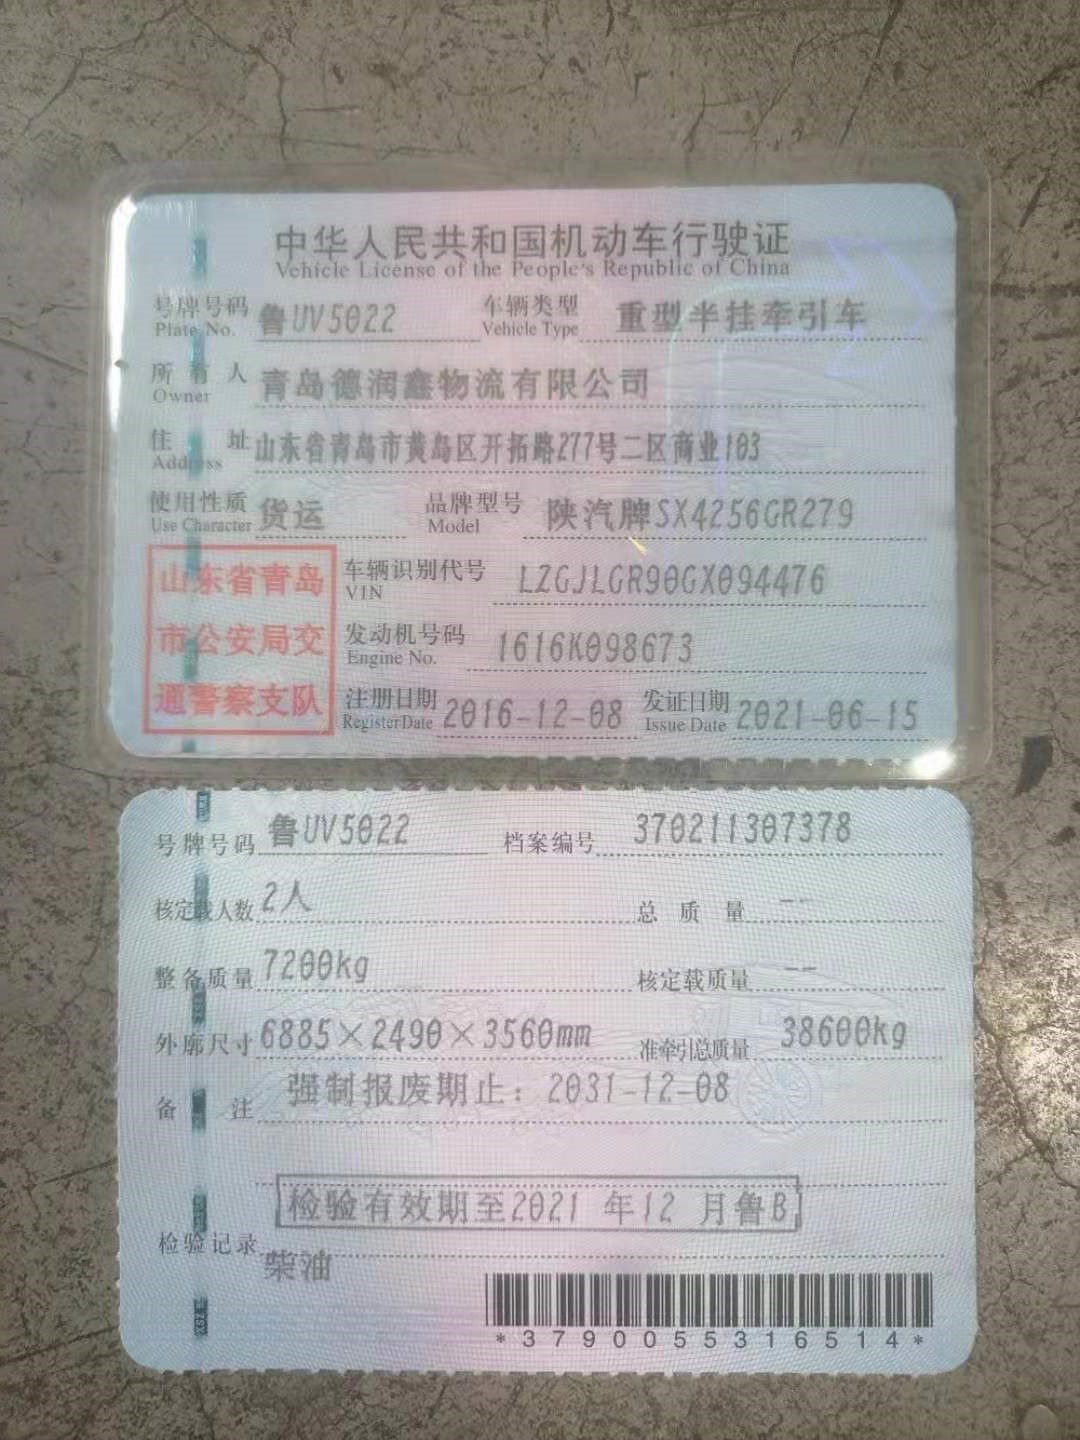 中华人民共和国机动车行驶证
Vehicle License of the People's Republic of China
号牌号码 鲁UV5022 车辆类型 重型半挂牵引车
Plate No. Vehicle Type
所有人 青岛德润鑫物流有限公司
Owner
住址 山东省青岛市黄岛区开拓路277号二区商业103
Address
使用性质 货运 品牌型号 陕汽牌SX4256GR279
Use Character Model
山东省青岛
市公安局交
通警察支队
车辆识别代号 LZGJLGR90GX094476
VIN
发动机号码 1616K098673
Engine No.
注册日期 2016-12-08 发证日期 2021-06-15
Register Date Issue Date
号牌号码 鲁UV5022 档案编号 370211307378
核定载人数 2人 总质量 --
整备质量 7200kg 核定载质量 --
外廓尺寸 6885×2490×3560mm 准牵引总质量 38600kg
备注 强制报废期止：2031-12-08
检验有效期至2021 年12 月鲁B
检验记录
柴油
*3790055316514*